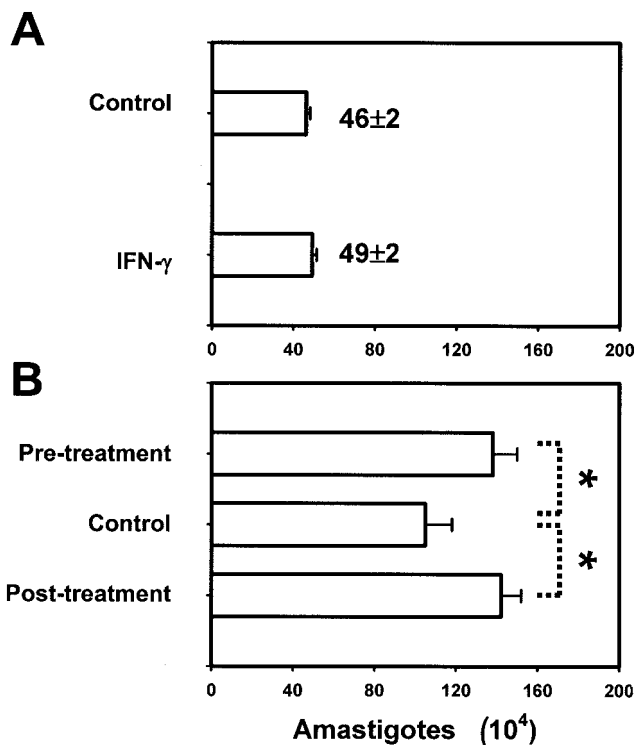 A
Control
46±2
IFN-γ
49±2
0 40 80 120 160 200
B
Pre-treatment
*
Control
*
Post-treatment
0 40 80 120 160 200
Amastigotes (10⁴)